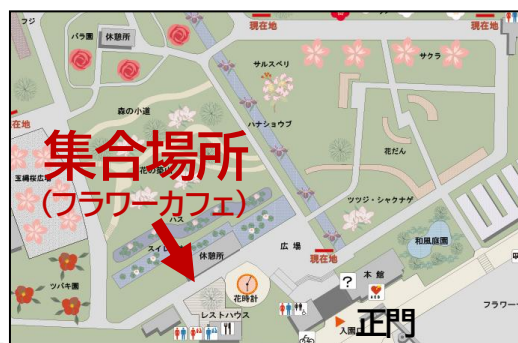 フジ
バラ園
休憩所
現在地
現在地
サルスベリ
サクラ
森の小道
ハナショウブ
現在地
集合場所
花だん
玉縄桜広場
(フラワーカフェ)
ハス
ツツジ・シャクナゲ
スイレ
休憩所
広場
和風庭園
現在地
ツバキ園
花時計
?
本館
AED
レストハウス
入園口
正門
フラワー